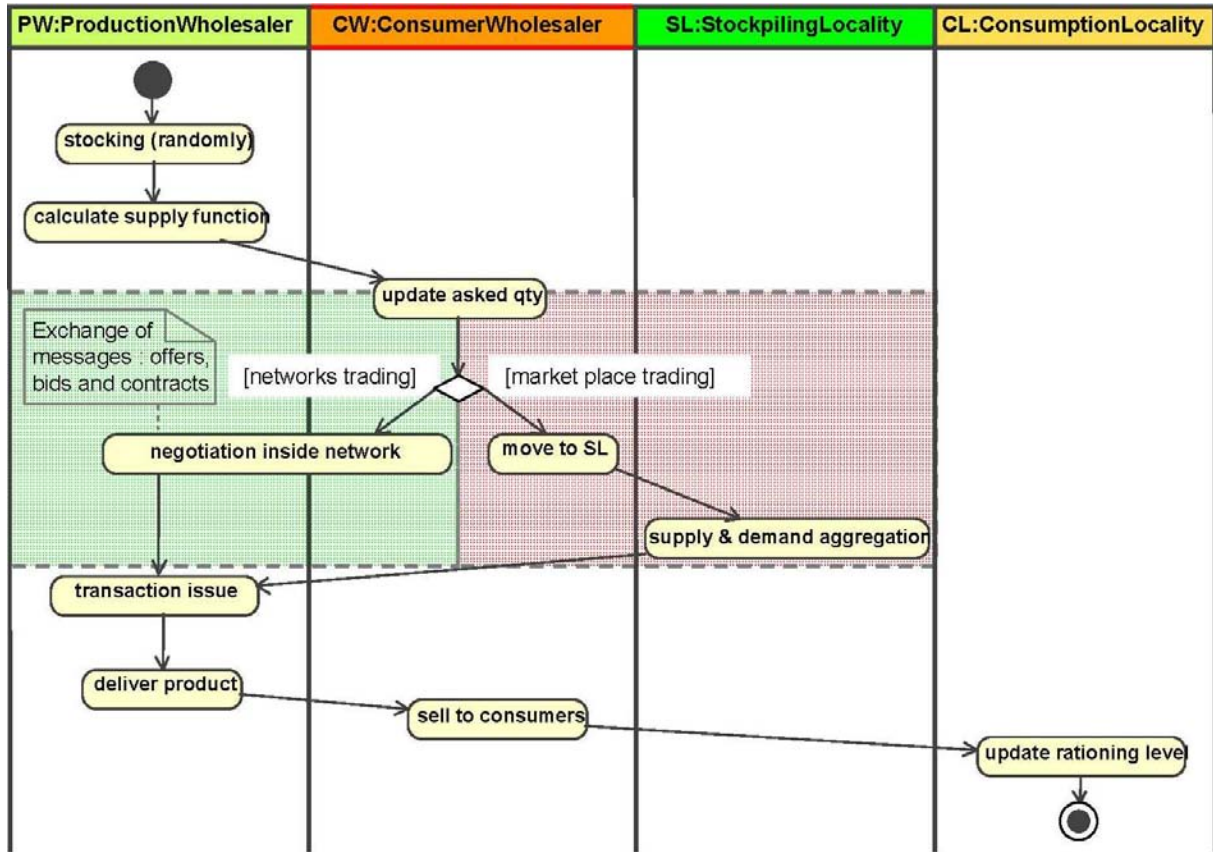 PW:ProductionWholesaler
CW:ConsumerWholesaler
SL:StockpilingLocality
CL:ConsumptionLocality
stocking (randomly)
calculate supply function
update asked qty
Exchange of
messages : offers,
bids and contracts
[networks trading]
[market place trading]
negotiation inside network
move to SL
supply & demand aggregation
transaction issue
deliver product
sell to consumers
update rationing level